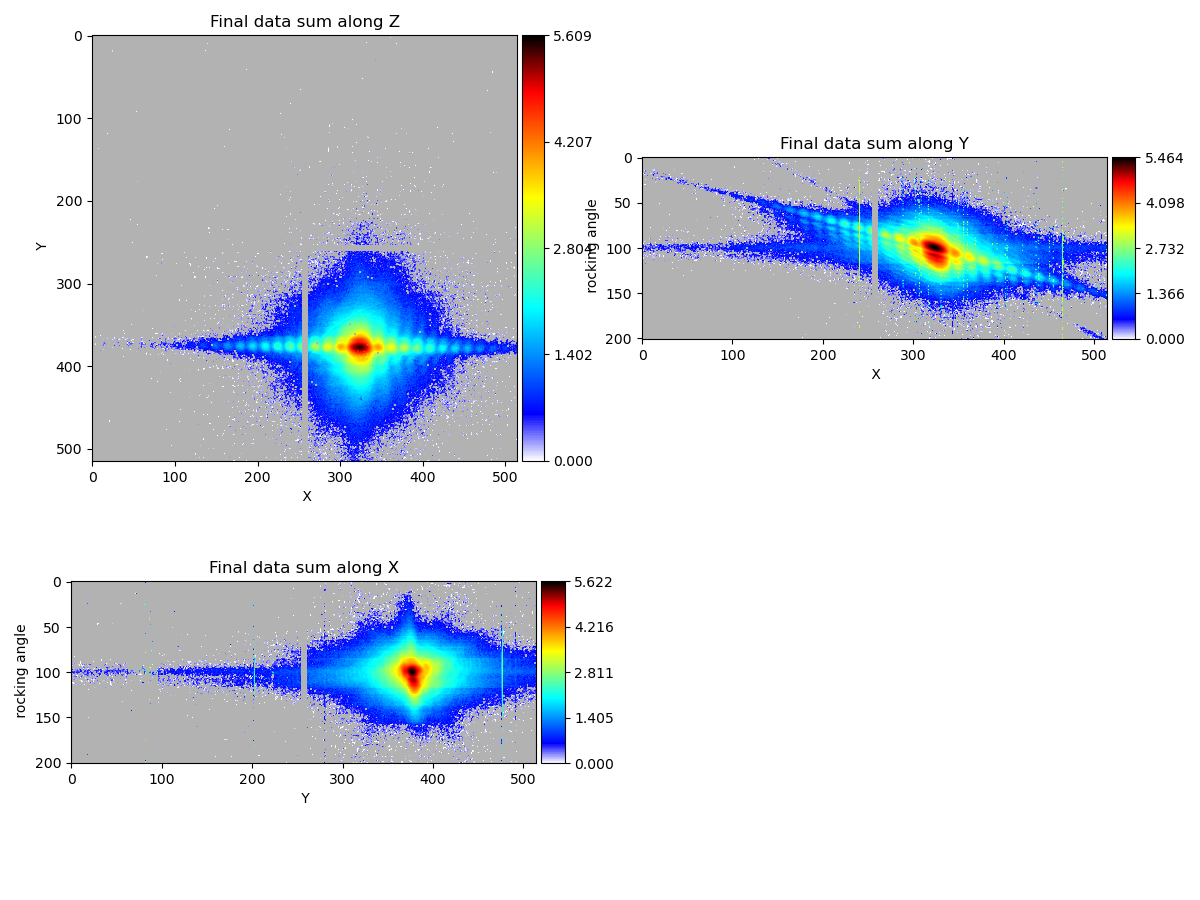 Final data sum along Z
0
100
200
300
400
500
Y
0 100 200 300 400 500
X
5.609
4.207
2.804
1.402
0.000
Final data sum along Y
0
50
100
150
200
rocking angle
0 100 200 300 400 500
X
5.464
4.098
2.732
1.366
0.000
Final data sum along X
0
50
100
150
200
rocking angle
0 100 200 300 400 500
Y
5.622
4.216
2.811
1.405
0.000